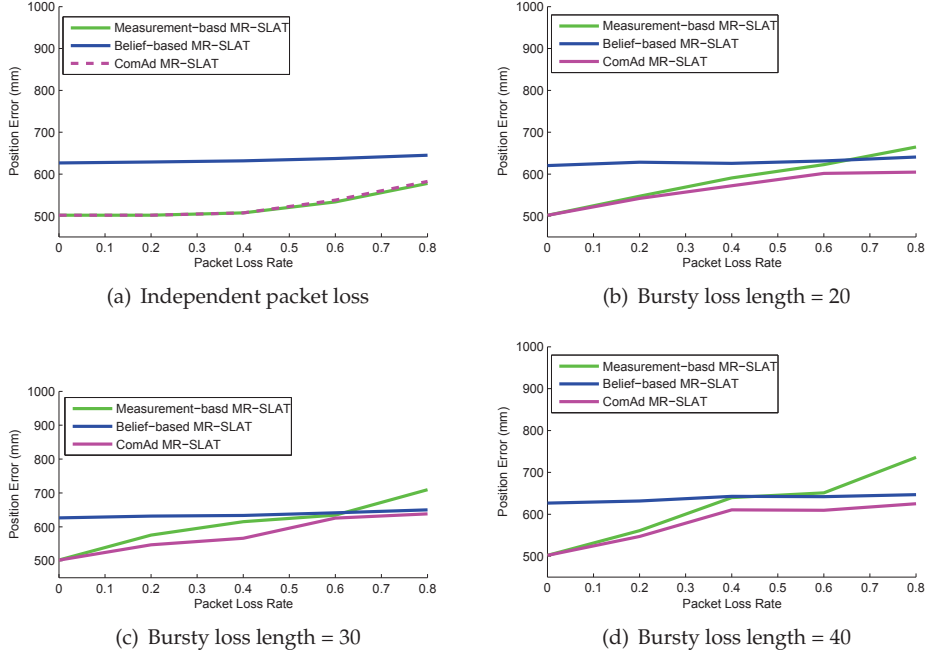 1000
900
800
700
600
500
Position Error (mm)
Measurement-basd MR-SLAT
Belief-based MR-SLAT
ComAd MR-SLAT
0 0.1 0.2 0.3 0.4 0.5 0.6 0.7 0.8
Packet Loss Rate
(a) Independent packet loss
1000
900
800
700
600
500
Position Error (mm)
Measurement-basd MR-SLAT
Belief-based MR-SLAT
ComAd MR-SLAT
0 0.1 0.2 0.3 0.4 0.5 0.6 0.7 0.8
Packet Loss Rate
(b) Bursty loss length = 20
1000
900
800
700
600
500
Position Error (mm)
Measurement-basd MR-SLAT
Belief-based MR-SLAT
ComAd MR-SLAT
0 0.1 0.2 0.3 0.4 0.5 0.6 0.7 0.8
Packet Loss Rate
(c) Bursty loss length = 30
1000
900
800
700
600
500
Position Error (mm)
Measurement-basd MR-SLAT
Belief-based MR-SLAT
ComAd MR-SLAT
0 0.1 0.2 0.3 0.4 0.5 0.6 0.7 0.8
Packet Loss Rate
(d) Bursty loss length = 40